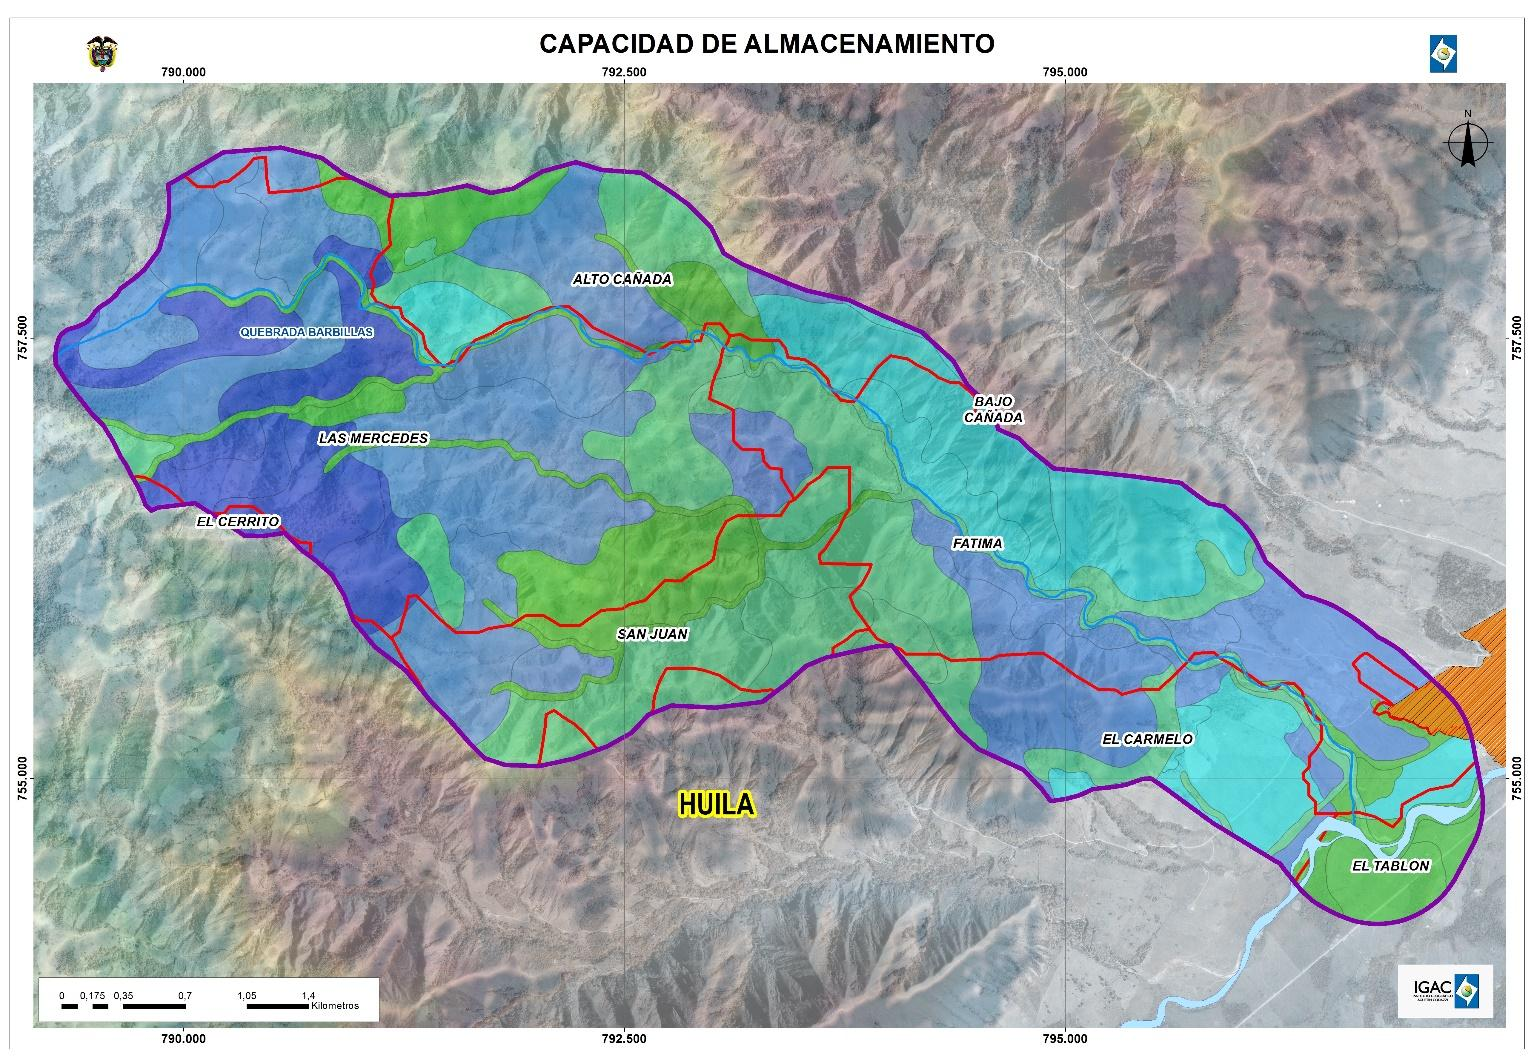 CAPACIDAD DE ALMACENAMIENTO
790.000
792.500
795.000
N
757.500
757.500
ALTO CAÑADA
QUEBRADA BARBILLAS
BAJO
CAÑADA
LAS MERCEDES
EL CERRITO
FATIMA
SAN JUAN
EL CARMELO
755.000
755.000
HUILA
EL TABLON
0 0,175 0,35 0,7 1,05 1,4
Kilometros
IGAC
790.000
792.500
795.000